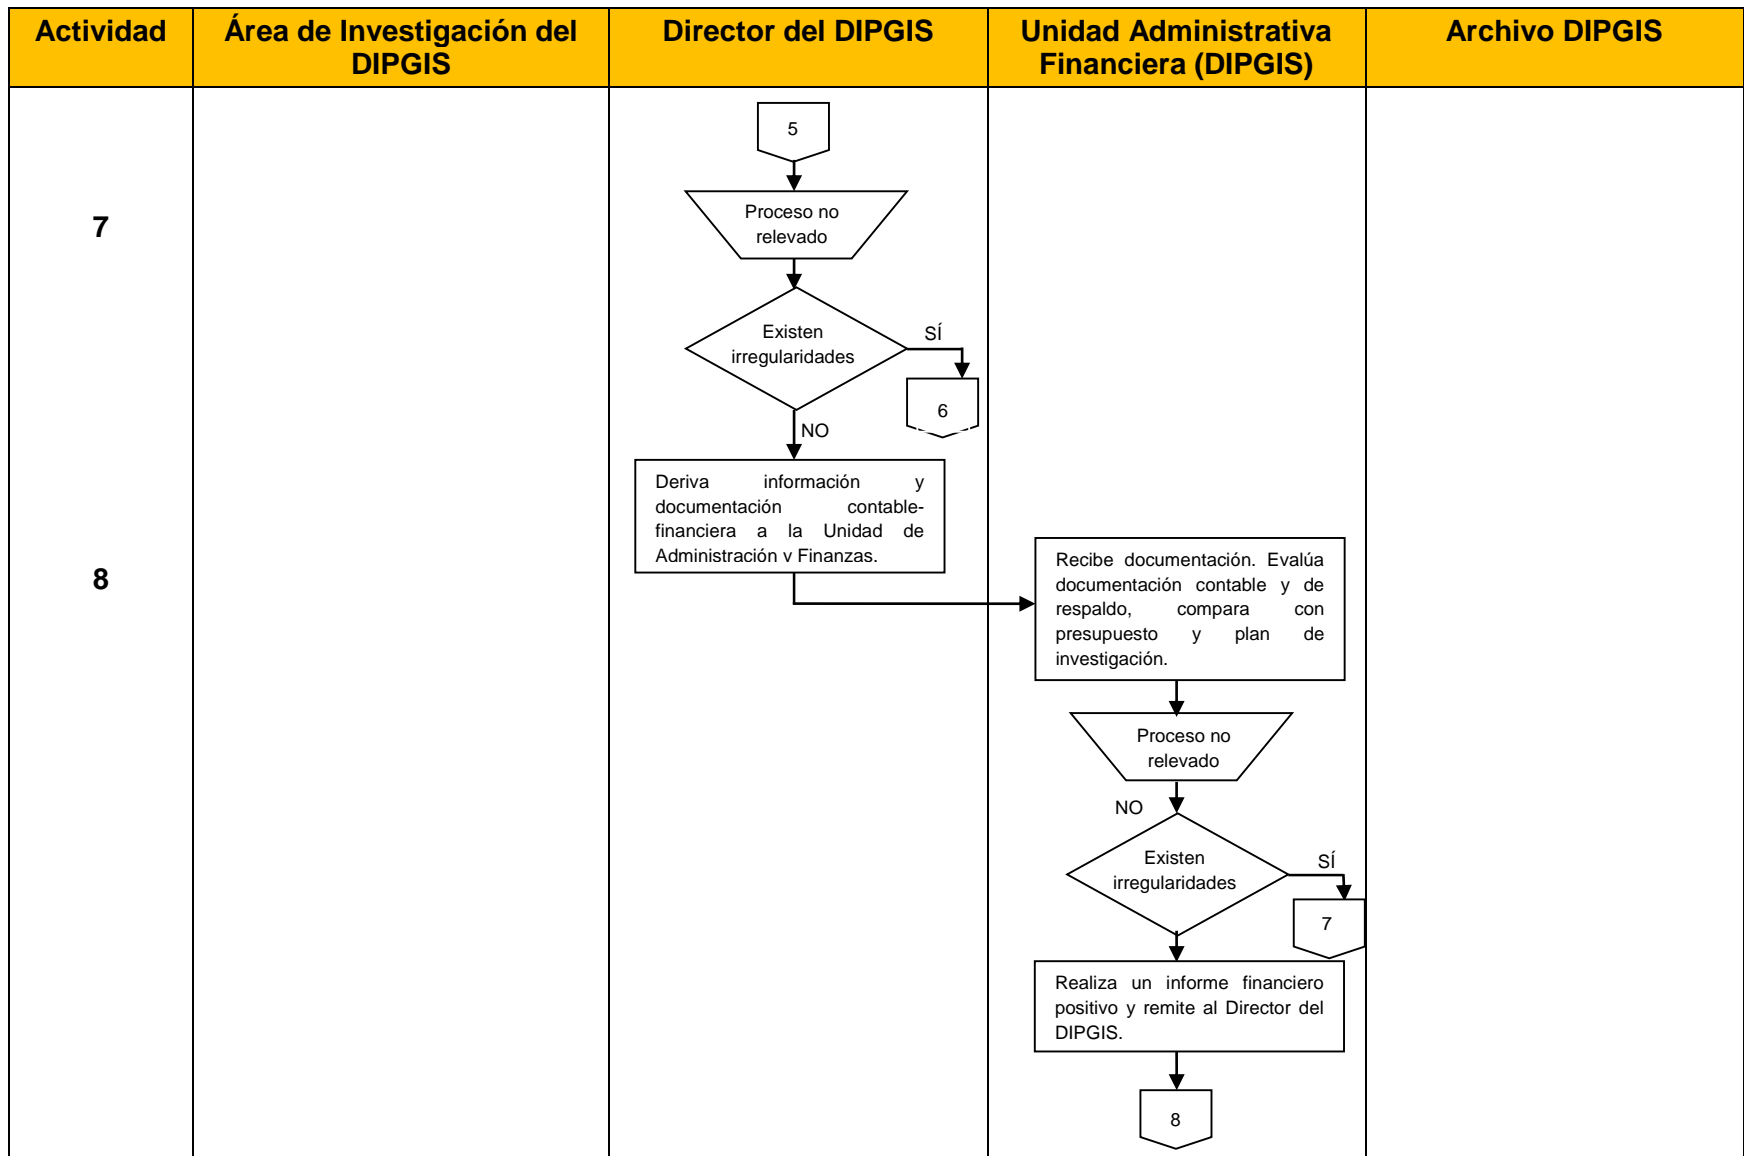 Actividad
Área de Investigación del
DIPGIS
Director del DIPGIS
Unidad Administrativa
Financiera (DIPGIS)
Archivo DIPGIS
5
7
Proceso no
relevado
Existen
irregularidades
SÍ
6
NO
Deriva información y
documentación contable-
financiera a la Unidad de
Administración y Finanzas.
8
Recibe documentación. Evalúa
documentación contable y de
respaldo, compara con
presupuesto y plan de
investigación.
Proceso no
relevado
NO
Existen
irregularidades
SÍ
7
Realiza un informe financiero
positivo y remite al Director del
DIPGIS.
8